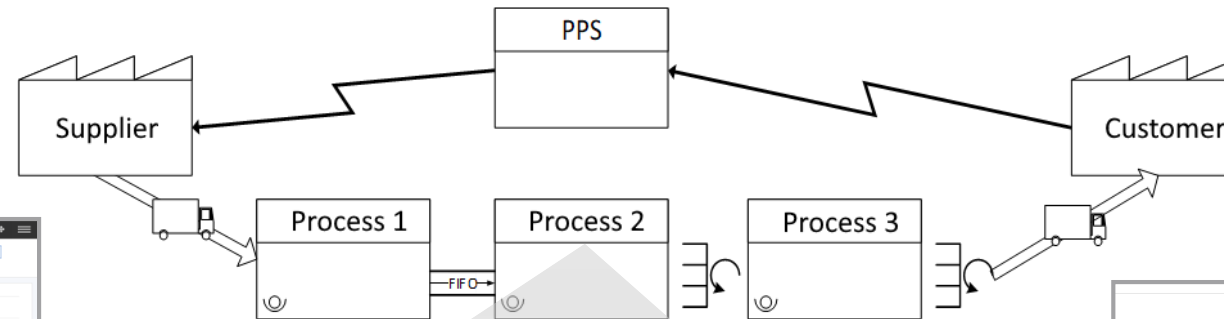 PPS
Supplier
Customer
Process 1
Process 2
Process 3
FIFO